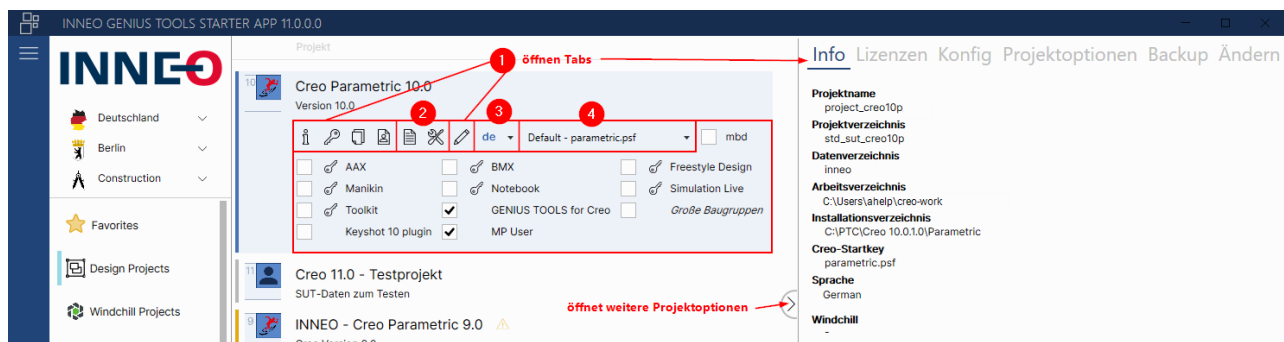 INNEO GENIUS TOOLS STARTER APP 11.0.0.0
INNEO
Deutschland
Berlin
Construction
Favorites
Design Projects
Windchill Projects
Projekt
10
Creo Parametric 10.0
Version 10.0
1
öffnen Tabs
2
3
4
de
Default - parametric.psf
mbd
AAX
BMX
Freestyle Design
Manikin
Notebook
Simulation Live
Toolkit
GENIUS TOOLS for Creo
Große Baugruppen
Keyshot 10 plugin
MP User
11
Creo 11.0 - Testprojekt
SUT-Daten zum Testen
öffnet weitere Projektoptionen
9
INNEO - Creo Parametric 9.0
Info Lizenzen Konfig Projektoptionen Backup Ändern
Projektname
project_creo10p
Projektverzeichnis
std_sut_creo10p
Datenverzeichnis
inneo
Arbeitsverzeichnis
C:\Users\ahelp\creo-work
Installationsverzeichnis
C:\PTC\Creo 10.0.1.0\Parametric
Creo-Startkey
parametric.psf
Sprache
German
Windchill
-